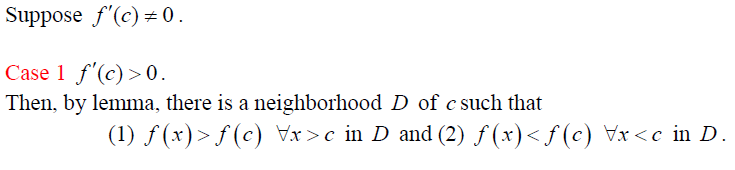 Suppose f′(c) ≠ 0.
Case 1 f′(c) > 0.
Then, by lemma, there is a neighborhood D of c such that
(1) f(x) > f(c) ∀x > c in D and (2) f(x) < f(c) ∀x < c in D.